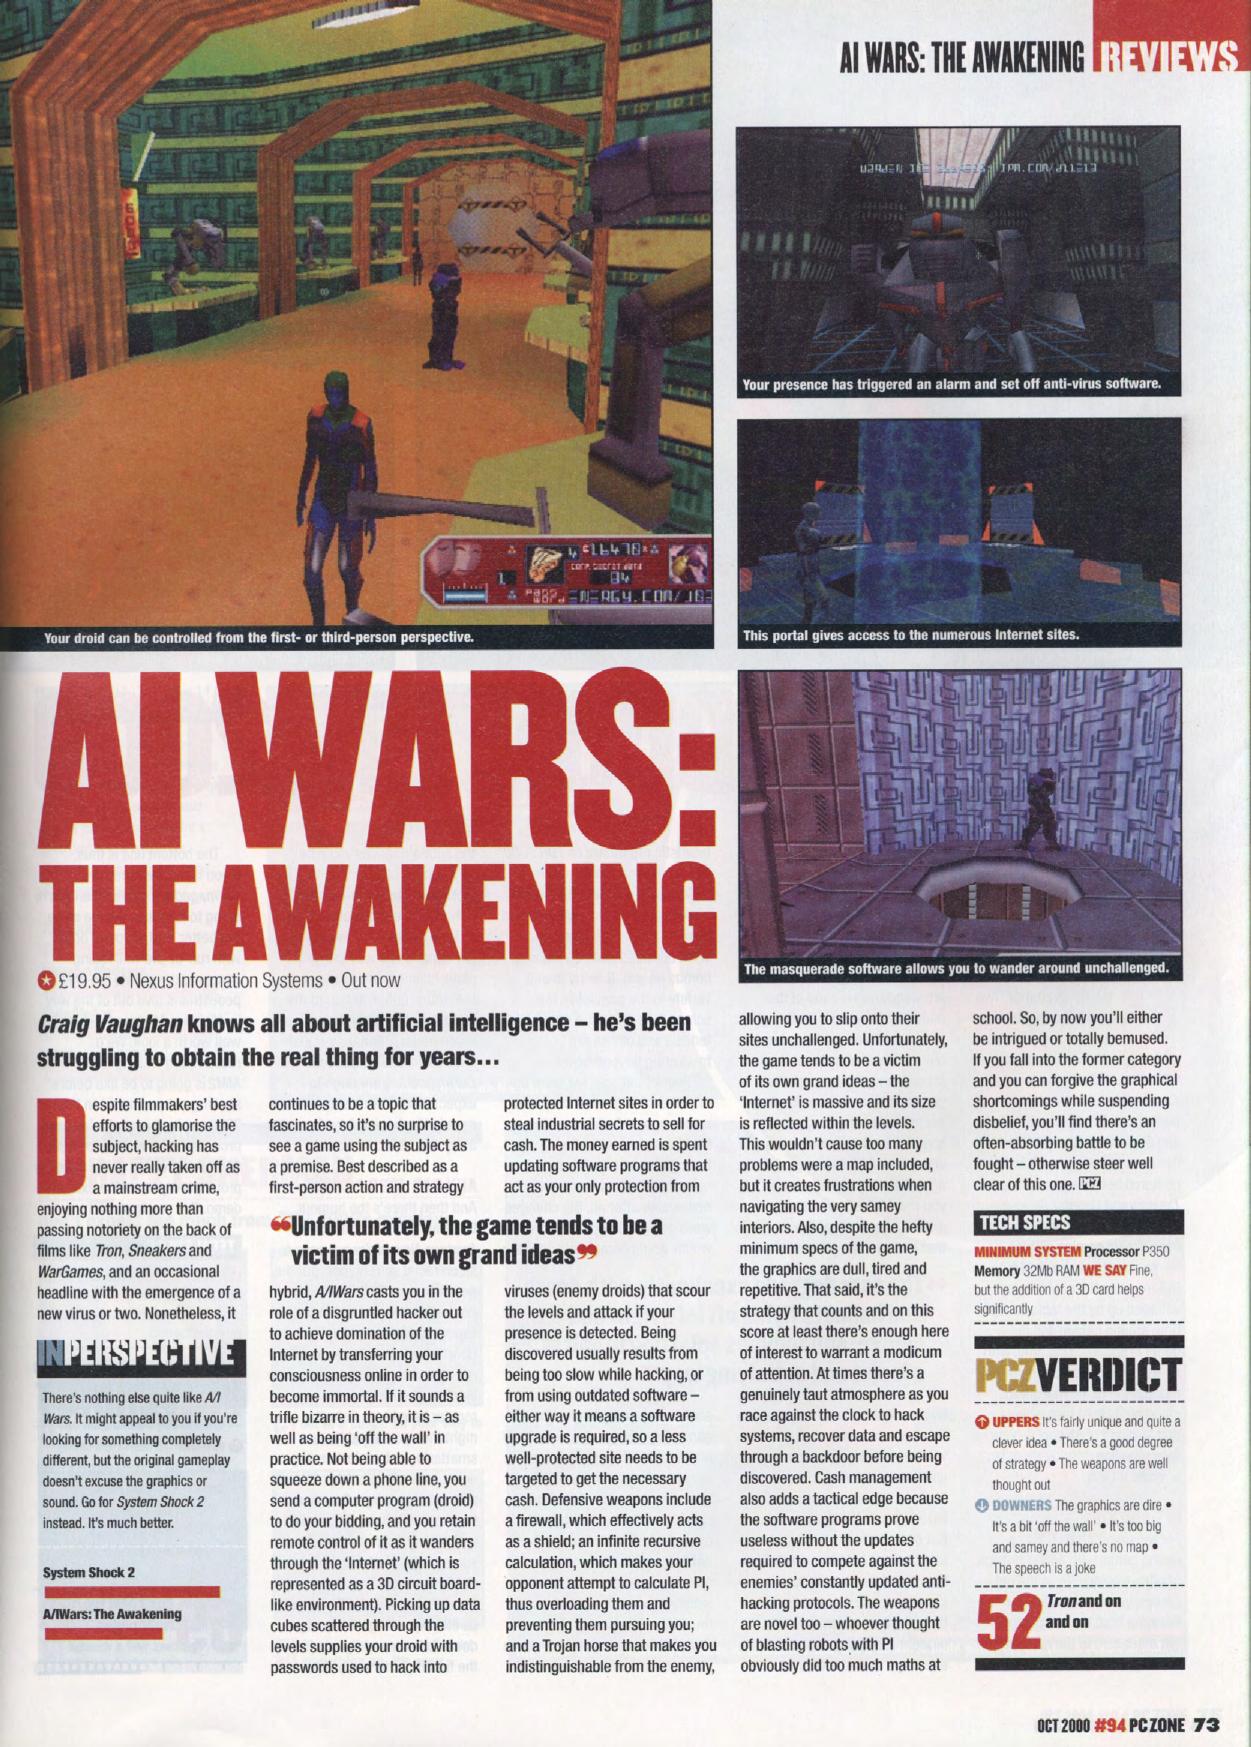 AI WARS: THE AWAKENING REVIEWS
Your presence has triggered an alarm and set off anti-virus software.
This portal gives access to the numerous Internet sites.
Your droid can be controlled from the first- or third-person perspective.
The masquerade software allows you to wander around unchallenged.
AI WARS:
THE AWAKENING
£19.95 • Nexus Information Systems • Out now
Craig Vaughan knows all about artificial intelligence – he's been
struggling to obtain the real thing for years...
Despite filmmakers' best
efforts to glamorise the
subject, hacking has
never really taken off as
a mainstream crime,
enjoying nothing more than
passing notoriety on the back of
films like Tron, Sneakers and
WarGames, and an occasional
headline with the emergence of a
new virus or two. Nonetheless, it
continues to be a topic that
fascinates, so it's no surprise to
see a game using the subject as
a premise. Best described as a
first-person action and strategy
hybrid, A/IWars casts you in the
role of a disgruntled hacker out
to achieve domination of the
Internet by transferring your
consciousness online in order to
become immortal. If it sounds a
trifle bizarre in theory, it is – as
well as being 'off the wall' in
practice. Not being able to
squeeze down a phone line, you
send a computer program (droid)
to do your bidding, and you retain
remote control of it as it wanders
through the 'Internet' (which is
represented as a 3D circuit board-
like environment). Picking up data
cubes scattered through the
levels supplies your droid with
passwords used to hack into
protected Internet sites in order to
steal industrial secrets to sell for
cash. The money earned is spent
updating software programs that
act as your only protection from
viruses (enemy droids) that scour
the levels and attack if your
presence is detected. Being
discovered usually results from
being too slow while hacking, or
from using outdated software –
either way it means a software
upgrade is required, so a less
well-protected site needs to be
targeted to get the necessary
cash. Defensive weapons include
a firewall, which effectively acts
as a shield; an infinite recursive
calculation, which makes your
opponent attempt to calculate PI,
thus overloading them and
preventing them pursuing you;
and a Trojan horse that makes you
indistinguishable from the enemy,
allowing you to slip onto their
sites unchallenged. Unfortunately,
the game tends to be a victim
of its own grand ideas – the
'Internet' is massive and its size
is reflected within the levels.
This wouldn't cause too many
problems were a map included,
but it creates frustrations when
navigating the very samey
interiors. Also, despite the hefty
minimum specs of the game,
the graphics are dull, tired and
repetitive. That said, it's the
strategy that counts and on this
score at least there's enough here
of interest to warrant a modicum
of attention. At times there's a
genuinely taut atmosphere as you
race against the clock to hack
systems, recover data and escape
through a backdoor before being
discovered. Cash management
also adds a tactical edge because
the software programs prove
useless without the updates
required to compete against the
enemies' constantly updated anti-
hacking protocols. The weapons
are novel too – whoever thought
of blasting robots with PI
obviously did too much maths at
school. So, by now you'll either
be intrigued or totally bemused.
If you fall into the former category
and you can forgive the graphical
shortcomings while suspending
disbelief, you'll find there's an
often-absorbing battle to be
fought – otherwise steer well
clear of this one. PCZ
“Unfortunately, the game tends to be a
victim of its own grand ideas”
INPERSPECTIVE
There's nothing else quite like A/I
Wars. It might appeal to you if you're
looking for something completely
different, but the original gameplay
doesn't excuse the graphics or
sound. Go for System Shock 2
instead. It's much better.
System Shock 2
A/IWars: The Awakening
TECH SPECS
MINIMUM SYSTEM Processor P350
Memory 32Mb RAM WE SAY Fine,
but the addition of a 3D card helps
significantly
PCZVERDICT
UPPERS It's fairly unique and quite a
clever idea • There's a good degree
of strategy • The weapons are well
thought out
DOWNERS The graphics are dire •
It's a bit 'off the wall' • It's too big
and samey and there's no map •
The speech is a joke
52 Tron and on
and on
OCT 2000 #94 PC ZONE 73